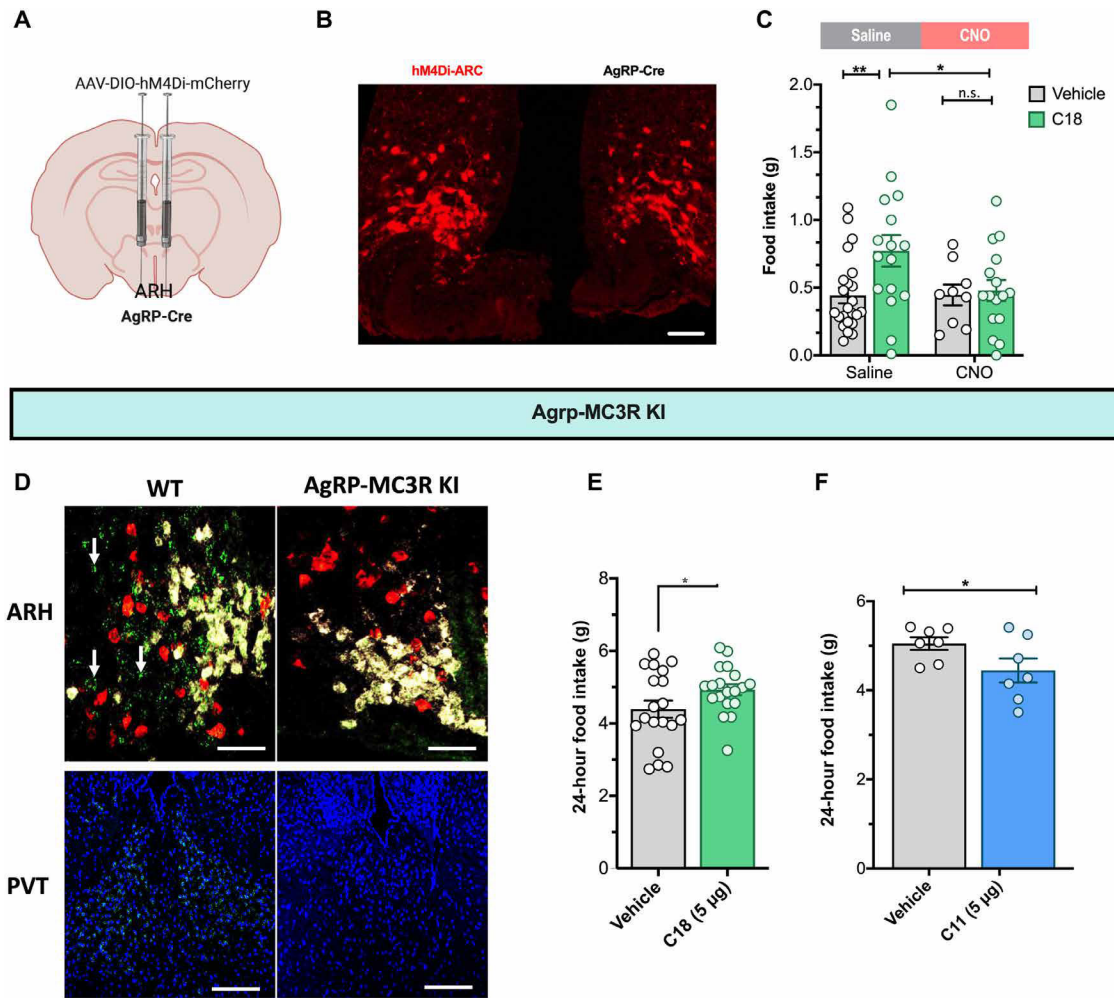 A
AAV-DIO-hM4Di-mCherry
ARH
AgRP-Cre
B
hM4Di-ARC AgRP-Cre
C
Saline CNO
** *
n.s.
Vehicle
C18
Food intake (g)
2.0
1.5
1.0
0.5
0.0
Saline CNO
Agrp-MC3R KI
D
WT AgRP-MC3R KI
ARH
PVT
E
*
24-hour food intake (g)
8
6
4
2
0
Vehicle
C18 (5 µg)
F
*
24-hour food intake (g)
6
4
2
0
Vehicle
C11 (5 µg)